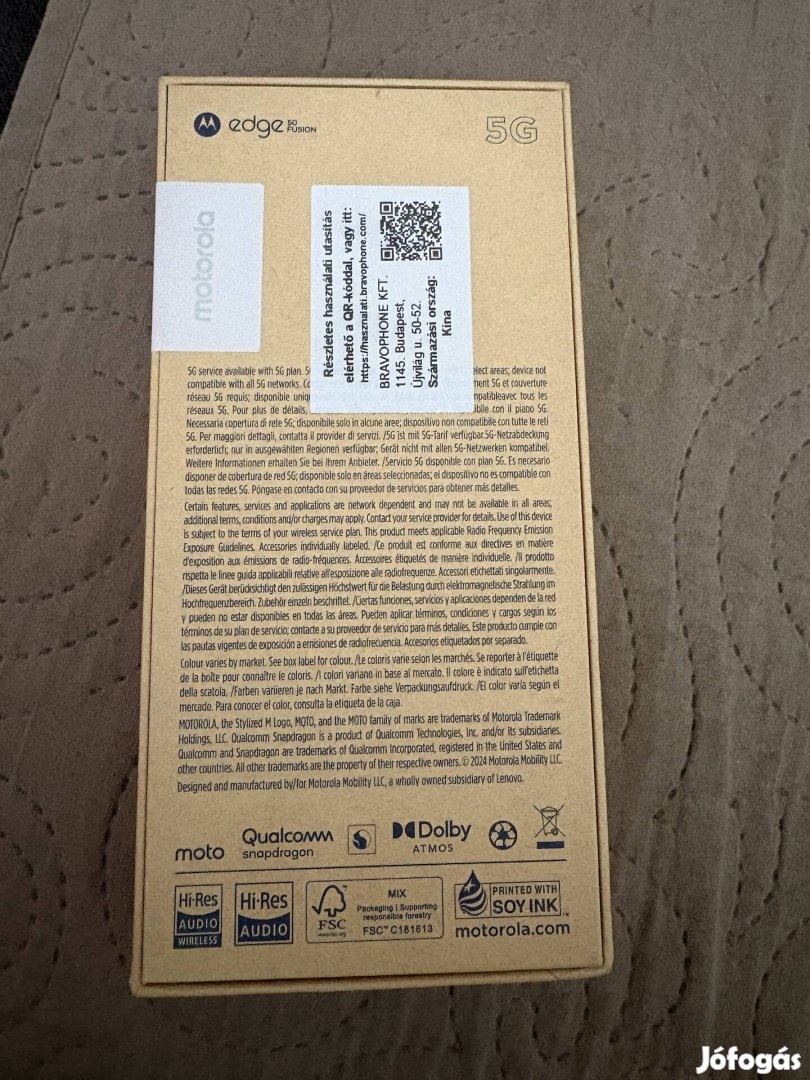 edge 50 FUSION
5G
motorola
Részletes használati utasítás
elérhető a QR-kóddal, vagy itt:
https://hasznalati.bravophone.com/
BRAVOPHONE KFT.
1145. Budapest,
Újvilág u. 50-52.
Származási ország:
Kína
5G service available with 5G plan. 5G select areas; device not
compatible with all 5G networks. ment 5G et couverture
réseau 5G requis; disponible compatibleavec tous les
réseaux 5G. Pour plus de détails, con il piano 5G.
Necessaria copertura di rete 5G; disponibile solo in alcune aree; dispositivo non compatibile con tutte le reti
5G. Per maggiori dettagli, contatta il provider di servizi. /5G ist mit 5G-Tarif verfügbar.5G-Netzabdeckung
erforderlich; nur in ausgewählten Regionen verfügbar; Gerät nicht mit allen 5G-Netzwerken kompatibel.
Weitere Informationen erhalten Sie bei Ihrem Anbieter. /Servicio 5G disponible con plan 5G. Es necesario
disponer de cobertura de red 5G; disponible solo en áreas seleccionadas; el dispositivo no es compatible con
todas las redes 5G. Póngase en contacto con su proveedor de servicios para obtener más detalles.
Certain features, services and applications are network dependent and may not be available in all areas;
additional terms, conditions and/or charges may apply. Contact your service provider for details. Use of this device
is subject to the terms of your wireless service plan. This product meets applicable Radio Frequency Emission
Exposure Guidelines. Accessories individually labeled. /Ce produit est conforme aux directives en matière
d'exposition aux émissions de radio-fréquences. Accessoires étiquetés de manière individuelle. /Il prodotto
rispetta le linee guida applicabili relative all'esposizione alle radiofrequenze. Accessori etichettati singolarmente.
/Dieses Gerät berücksichtigt den zulässigen Höchstwert für die Belastung durch elektromagnetische Strahlung im
Hochfrequenzbereich. Zubehör einzeln beschriftet. /Ciertas funciones, servicios y aplicaciones dependen de la red
y pueden no estar disponibles en todas las áreas. Pueden aplicar términos, condiciones y cargos según los
términos de su plan de servicio; contacte a su proveedor de servicio para más detalles. Este producto cumple con
las pautas vigentes de exposición a emisiones de radiofrecuencia. Accesorios etiquetados por separado.
Colour varies by market. See box label for colour. /Le coloris varie selon les marchés. Se reporter à l'étiquette
de la boîte pour connaître le coloris. /I colori variano in base al mercato. Il colore è indicato sull'etichetta
della scatola. /Farben variieren je nach Markt. Farbe siehe Verpackungsaufdruck. /El color varía según el
mercado. Para conocer el color, consulta la etiqueta de la caja.
MOTOROLA, the Stylized M Logo, MOTO, and the MOTO family of marks are trademarks of Motorola Trademark
Holdings, LLC. Qualcomm Snapdragon is a product of Qualcomm Technologies, Inc. and/or its subsidiaries.
Qualcomm and Snapdragon are trademarks of Qualcomm Incorporated, registered in the United States and
other countries. All other trademarks are the property of their respective owners. © 2024 Motorola Mobility LLC.
Designed and manufactured by/for Motorola Mobility LLC, a wholly owned subsidiary of Lenovo.
moto
Qualcomm
snapdragon
Dolby
ATMOS
Hi-Res
AUDIO
WIRELESS
Hi-Res
AUDIO
FSC
www.fsc.org
MIX
Packaging | Supporting
responsible forestry
FSC™ C181613
PRINTED WITH
SOY INK™
motorola.com
Jófogás